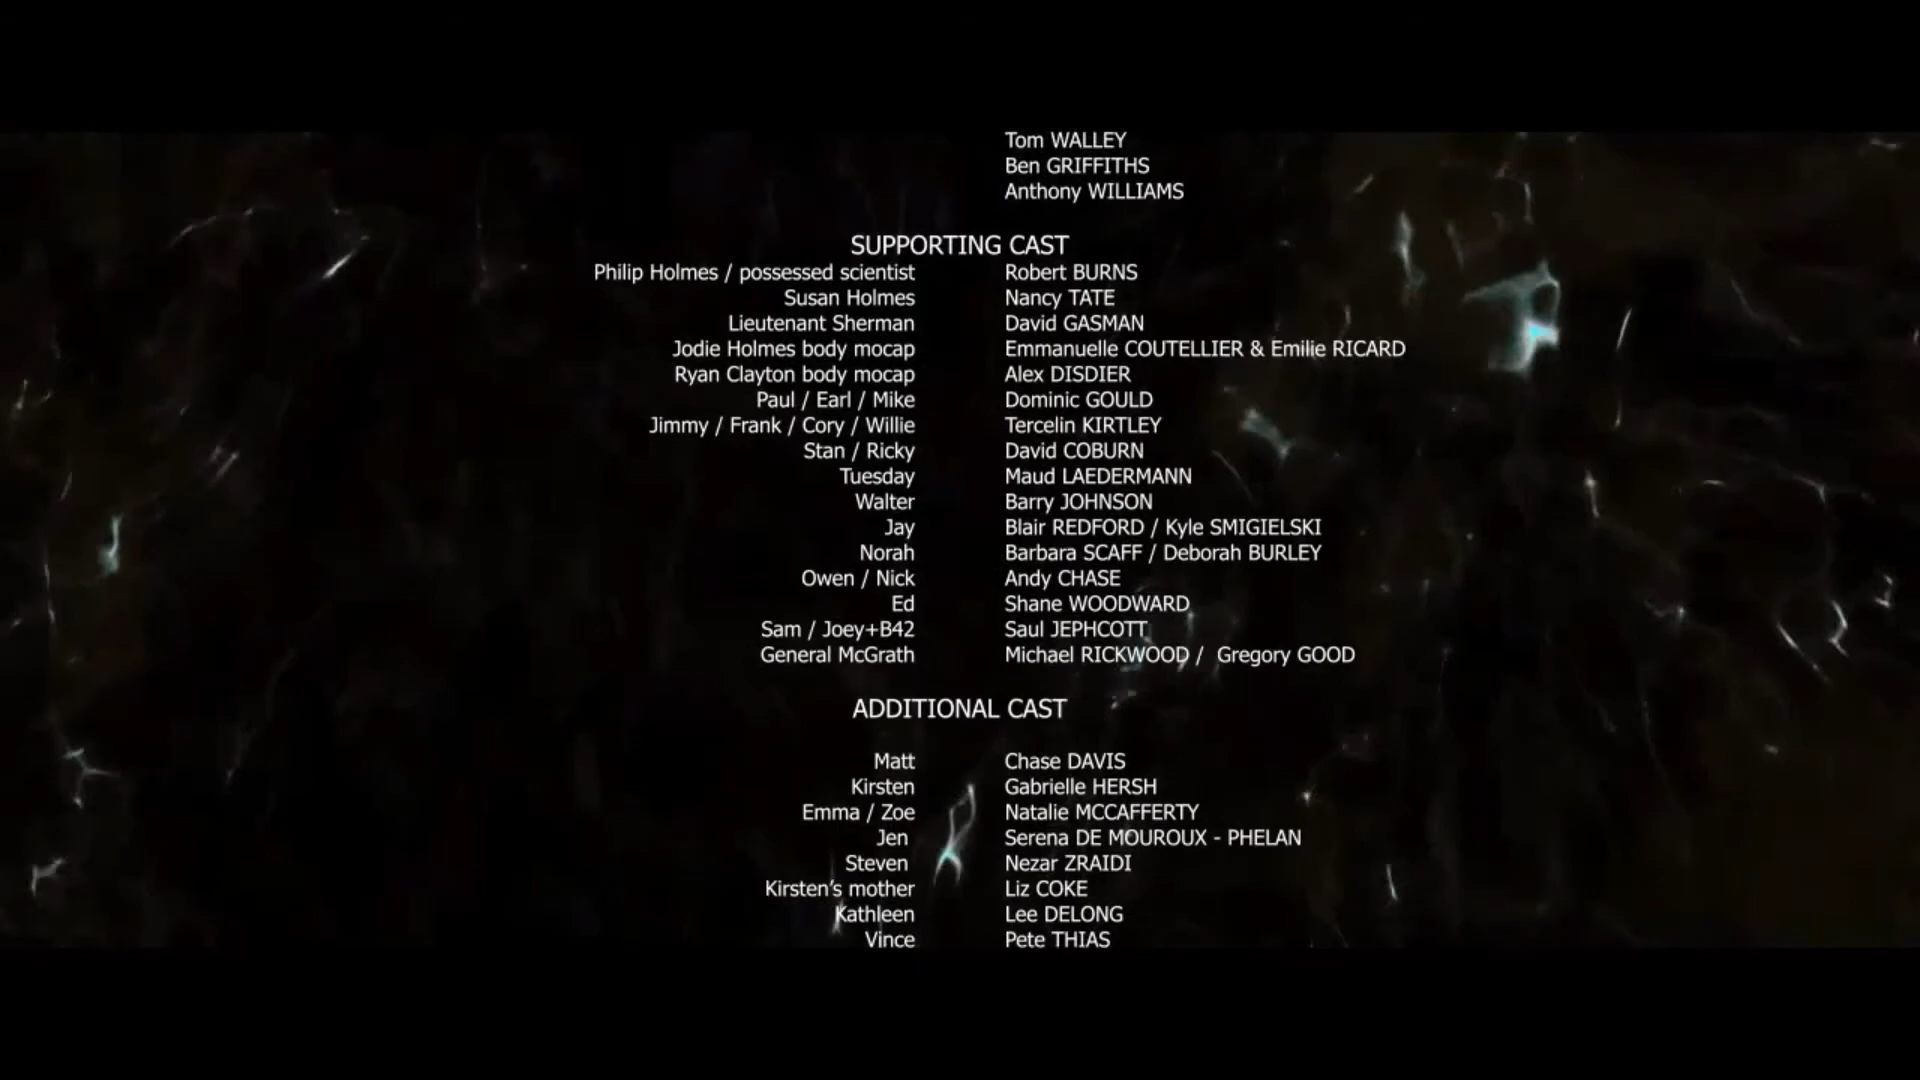 Tom WALLEY
Ben GRIFFITHS
Anthony WILLIAMS
SUPPORTING CAST
Philip Holmes / possessed scientist Robert BURNS
Susan Holmes Nancy TATE
Lieutenant Sherman David GASMAN
Jodie Holmes body mocap Emmanuelle COUTELLIER & Emilie RICARD
Ryan Clayton body mocap Alex DISDIER
Paul / Earl / Mike Dominic GOULD
Jimmy / Frank / Cory / Willie Tercelin KIRTLEY
Stan / Ricky David COBURN
Tuesday Maud LAEDERMANN
Walter Barry JOHNSON
Jay Blair REDFORD / Kyle SMIGIELSKI
Norah Barbara SCAFF / Deborah BURLEY
Owen / Nick Andy CHASE
Ed Shane WOODWARD
Sam / Joey+B42 Saul JEPHCOTT
General McGrath Michael RICKWOOD / Gregory GOOD
ADDITIONAL CAST
Matt Chase DAVIS
Kirsten Gabrielle HERSH
Emma / Zoe Natalie MCCAFFERTY
Jen Serena DE MOUROUX - PHELAN
Steven Nezar ZRAIDI
Kirsten's mother Liz COKE
Kathleen Lee DELONG
Vince Pete THIAS